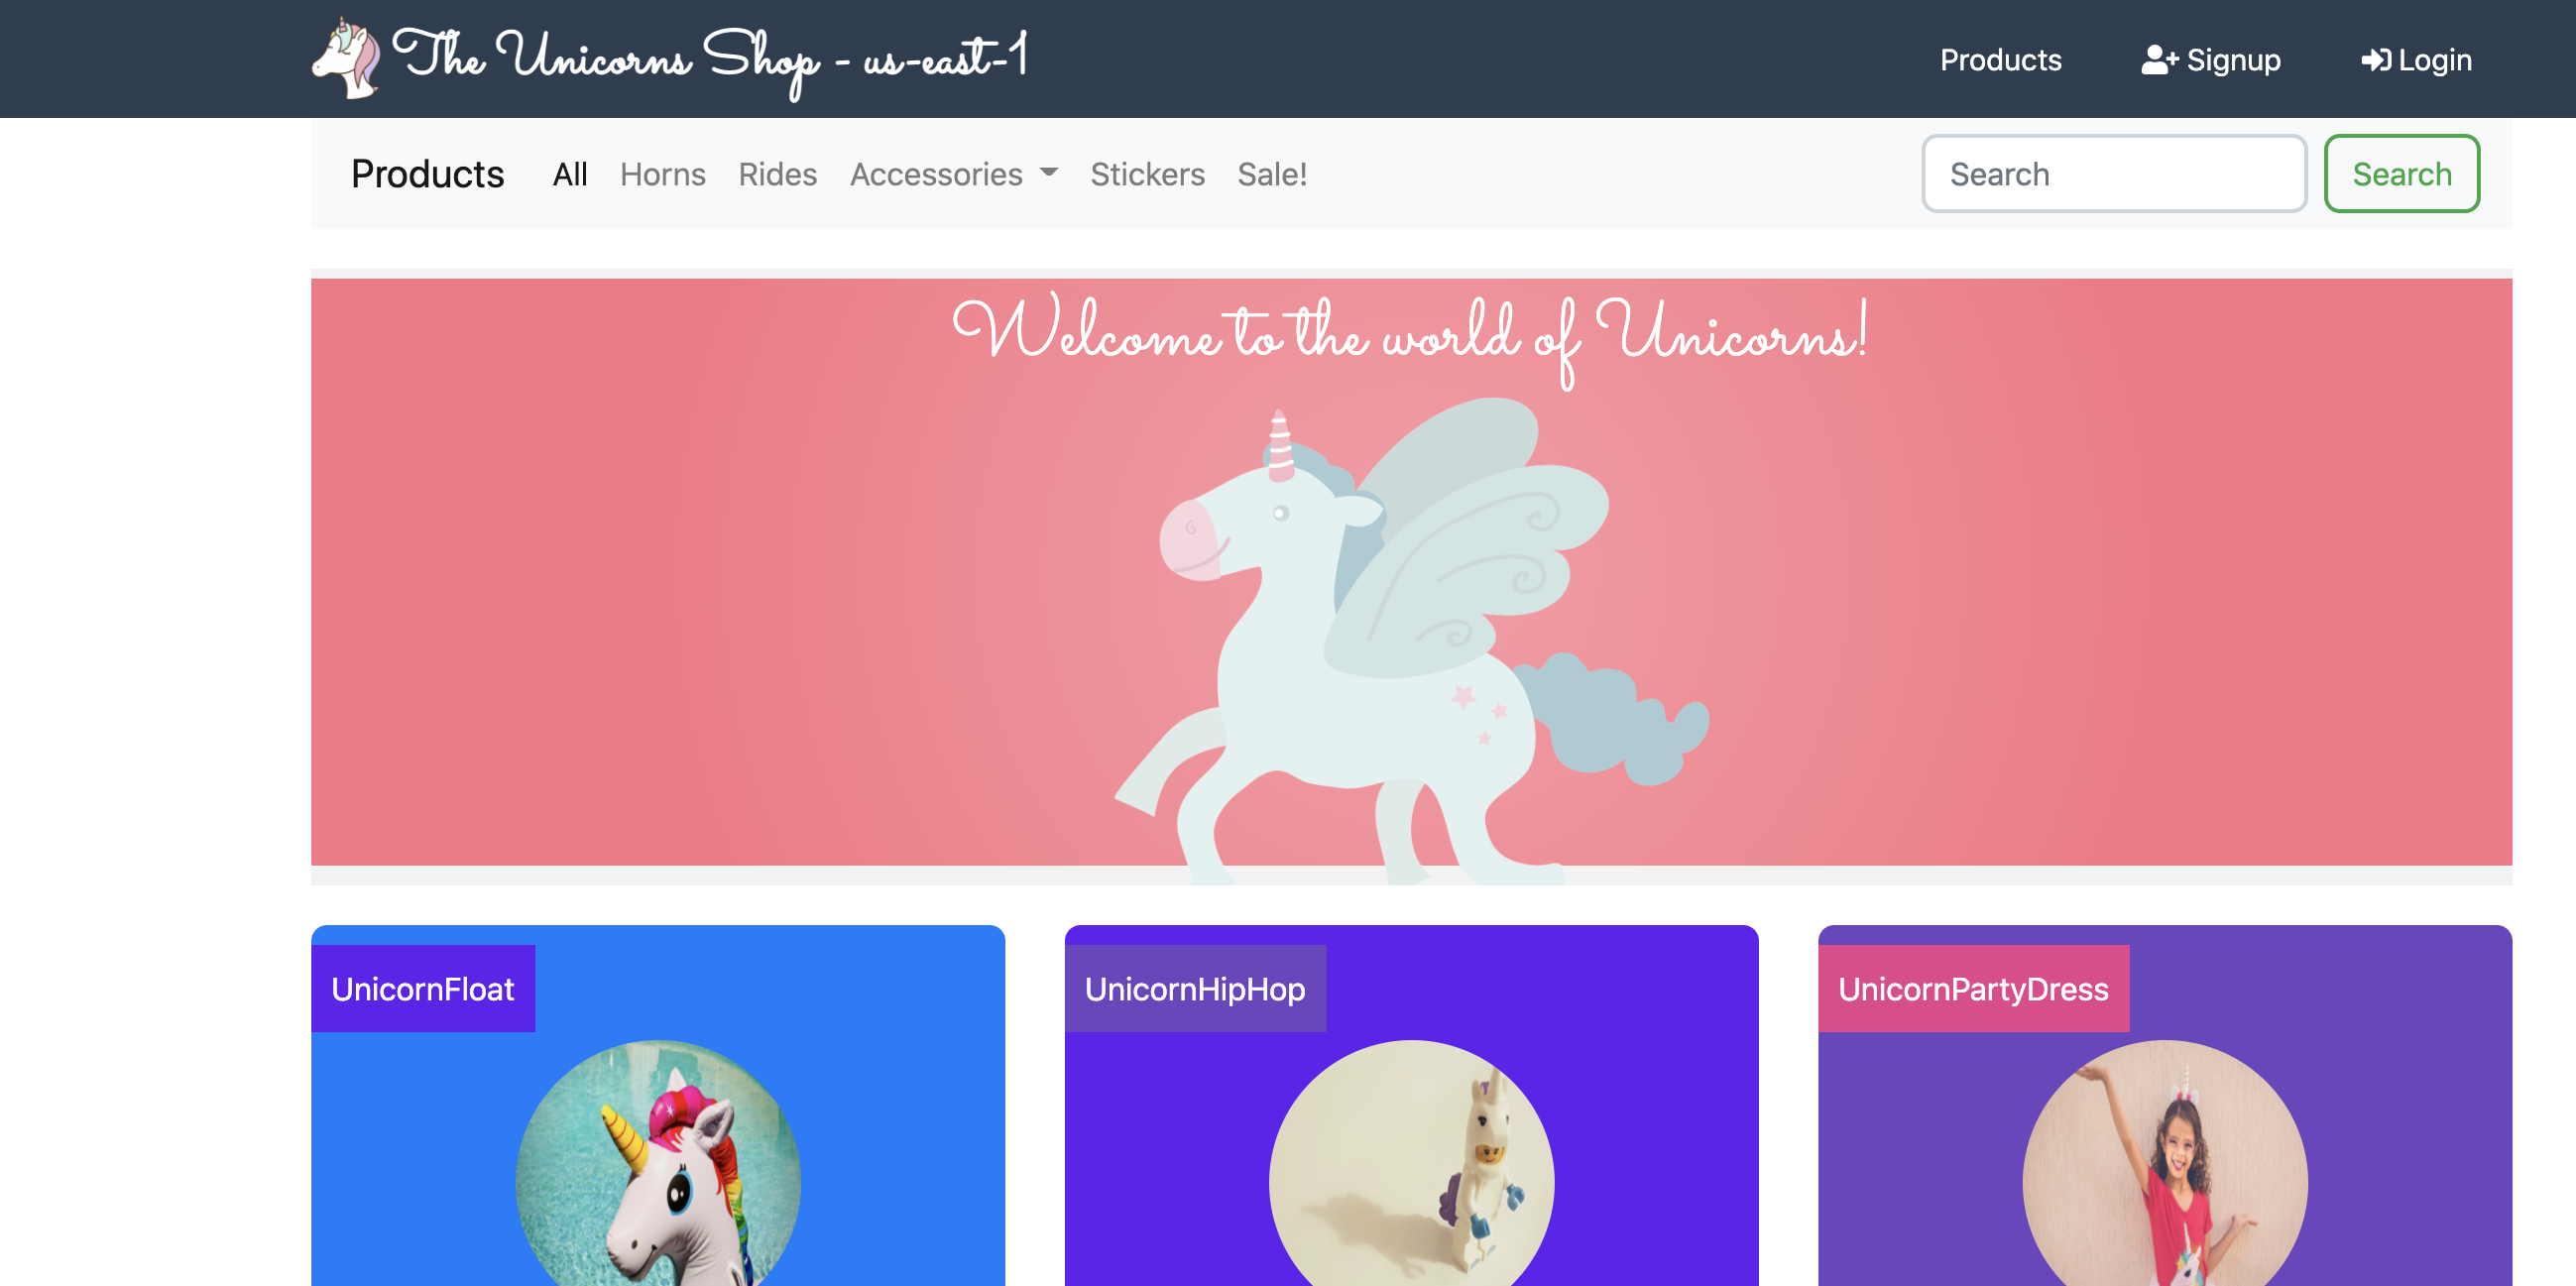 The Unicorns Shop - us-east-1
Products Signup Login
Products All Horns Rides Accessories Stickers Sale!
Search Search
Welcome to the world of Unicorns!
UnicornFloat
UnicornHipHop
UnicornPartyDress